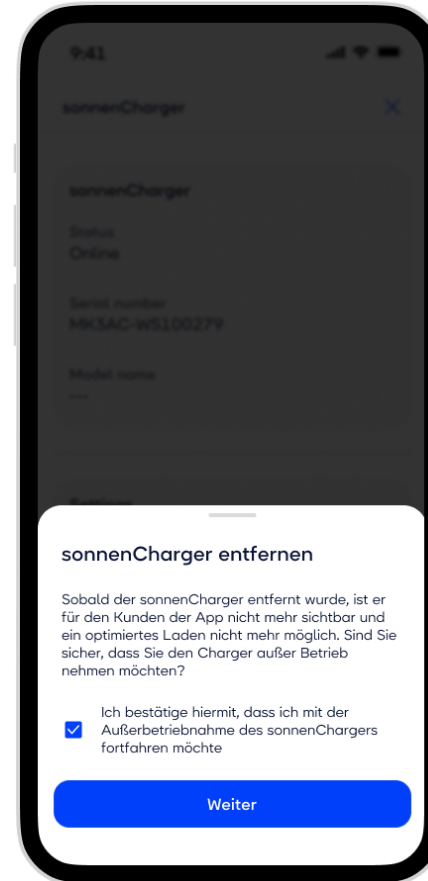 9:41
sonnenCharger
sonnenCharger
Status
Online
Serial number
MK3AC-WS100279
Model name
---
Settings
sonnenCharger entfernen
Sobald der sonnenCharger entfernt wurde, ist er
für den Kunden der App nicht mehr sichtbar und
ein optimiertes Laden nicht mehr möglich. Sind Sie
sicher, dass Sie den Charger außer Betrieb
nehmen möchten?
Ich bestätige hiermit, dass ich mit der
Außerbetriebnahme des sonnenChargers
fortfahren möchte
Weiter